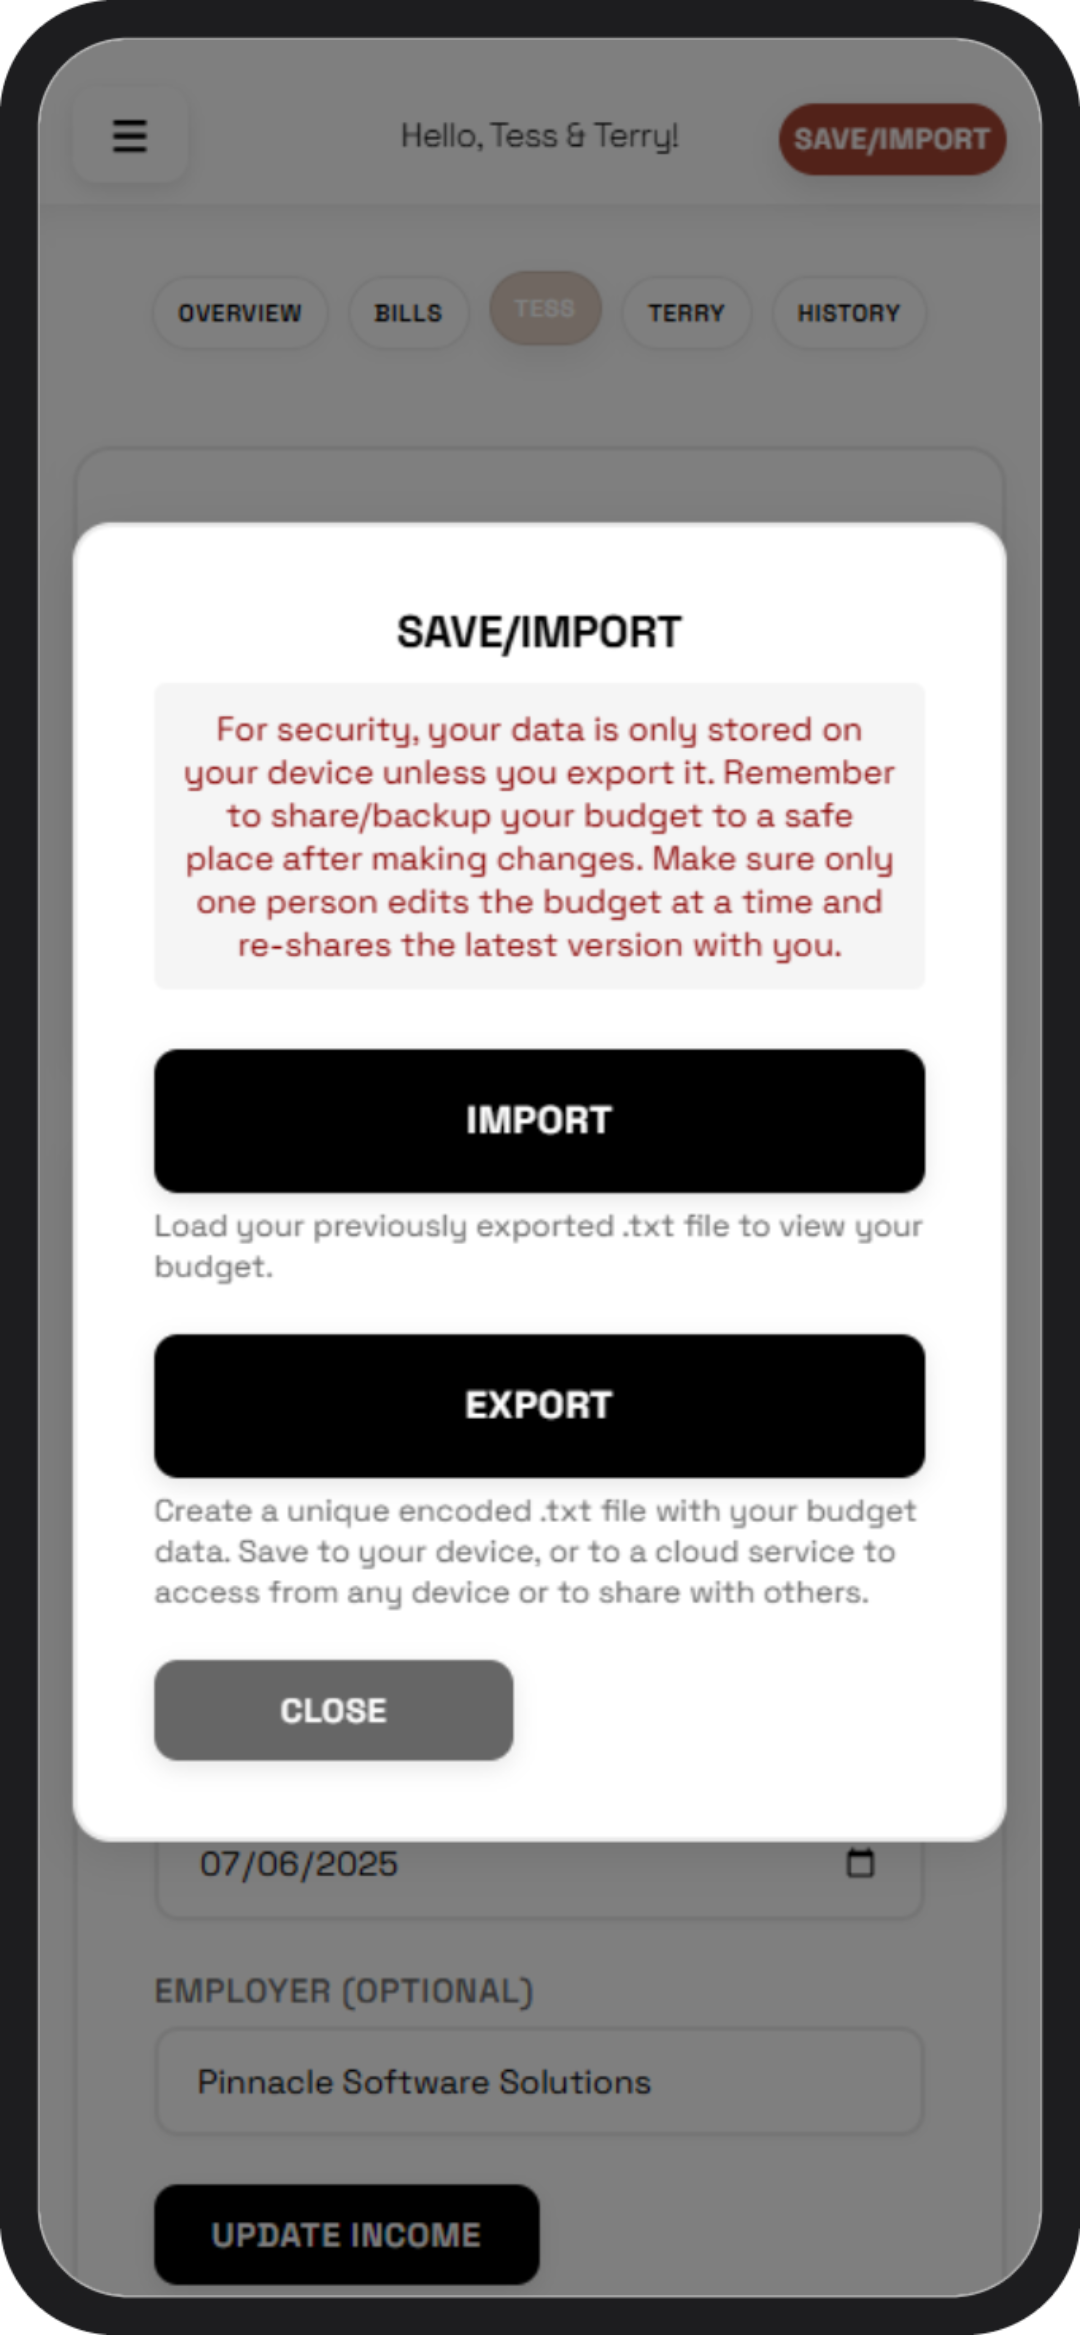 Hello, Tess & Terry!
SAVE/IMPORT
OVERVIEW
BILLS
TESS
TERRY
HISTORY
SAVE/IMPORT
For security, your data is only stored on
your device unless you export it. Remember
to share/backup your budget to a safe
place after making changes. Make sure only
one person edits the budget at a time and
re-shares the latest version with you.
IMPORT
Load your previously exported .txt file to view your
budget.
EXPORT
Create a unique encoded .txt file with your budget
data. Save to your device, or to a cloud service to
access from any device or to share with others.
CLOSE
07/06/2025
EMPLOYER (OPTIONAL)
Pinnacle Software Solutions
UPDATE INCOME